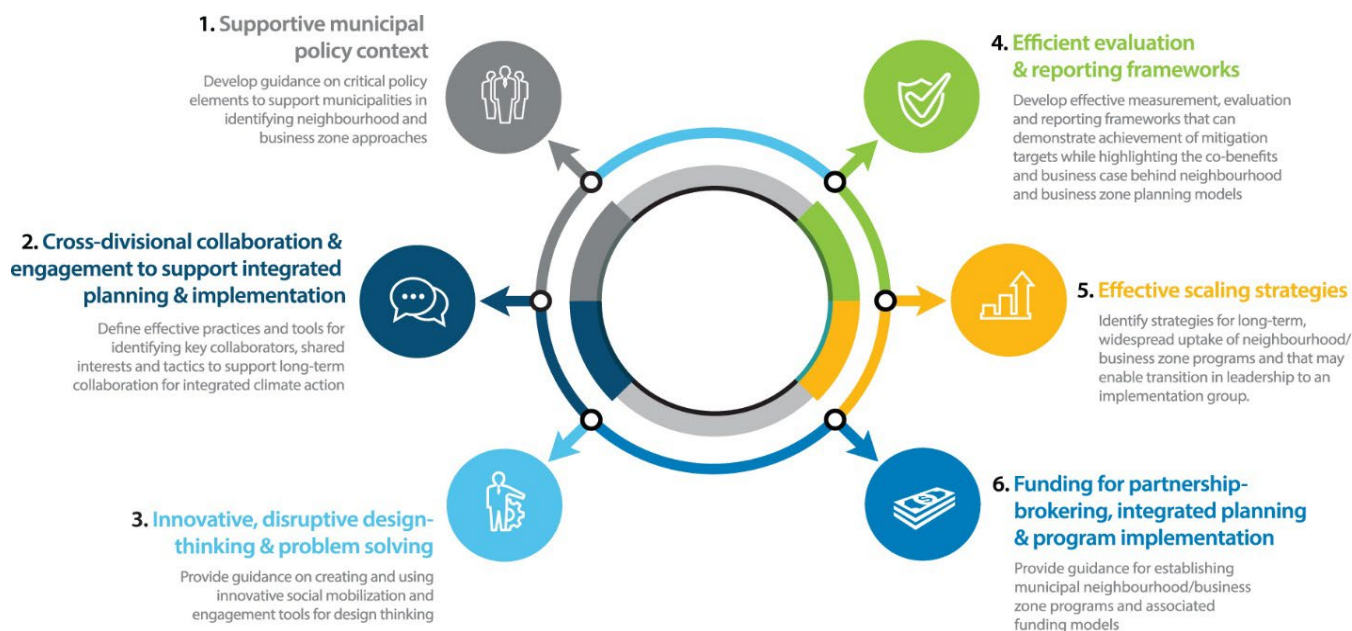 1. Supportive municipal
policy context
Develop guidance on critical policy
elements to support municipalities in
identifying neighbourhood and
business zone approaches
2. Cross-divisional collaboration &
engagement to support integrated
planning & implementation
Define effective practices and tools for
identifying key collaborators, shared
interests and tactics to support long-term
collaboration for integrated climate action
3. Innovative, disruptive design-
thinking & problem solving
Provide guidance on creating and using
innovative social mobilization and
engagement tools for design thinking
4. Efficient evaluation
& reporting frameworks
Develop effective measurement, evaluation
and reporting frameworks that can
demonstrate achievement of mitigation
targets while highlighting the co-benefits
and business case behind neighbourhood
and business zone planning models
5. Effective scaling strategies
Identify strategies for long-term,
widespread uptake of neighbourhood/
business zone programs and that may
enable transition in leadership to an
implementation group.
6. Funding for partnership-
brokering, integrated planning
& program implementation
Provide guidance for establishing
municipal neighbourhood/business
zone programs and associated
funding models